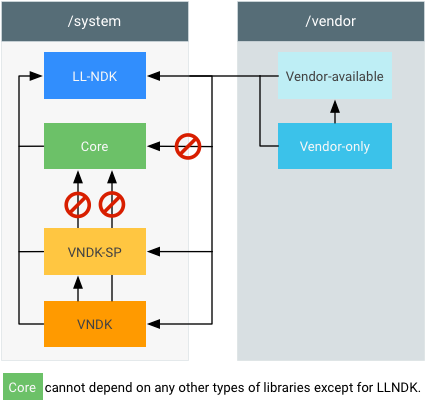 /system
/vendor
LL-NDK
Vendor-available
Core
Vendor-only
VNDK-SP
VNDK
Core cannot depend on any other types of libraries except for LLNDK.